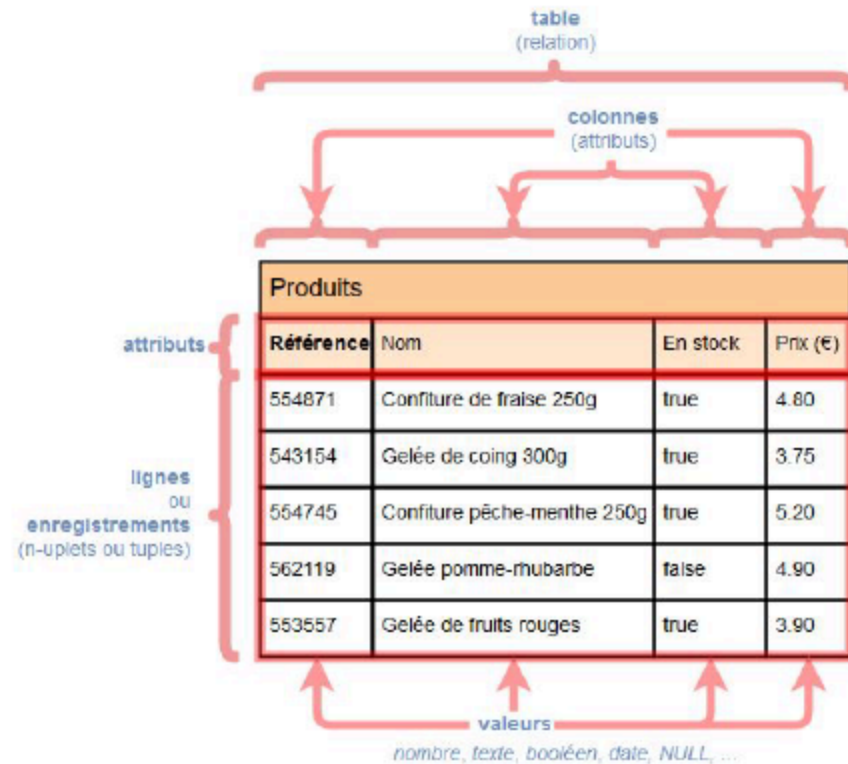 table
(relation)
colonnes
(attributs)
Produits
attributs
Référence Nom En stock Prix (€)
554871 Confiture de fraise 250g true 4.80
543154 Gelée de coing 300g true 3.75
lignes
ou
enregistrements
(n-uplets ou tuples)
554745 Confiture pêche-menthe 250g true 5.20
562119 Gelée pomme-rhubarbe false 4.90
553557 Gelée de fruits rouges true 3.90
valeurs
nombre, texte, booléen, date, NULL, ...